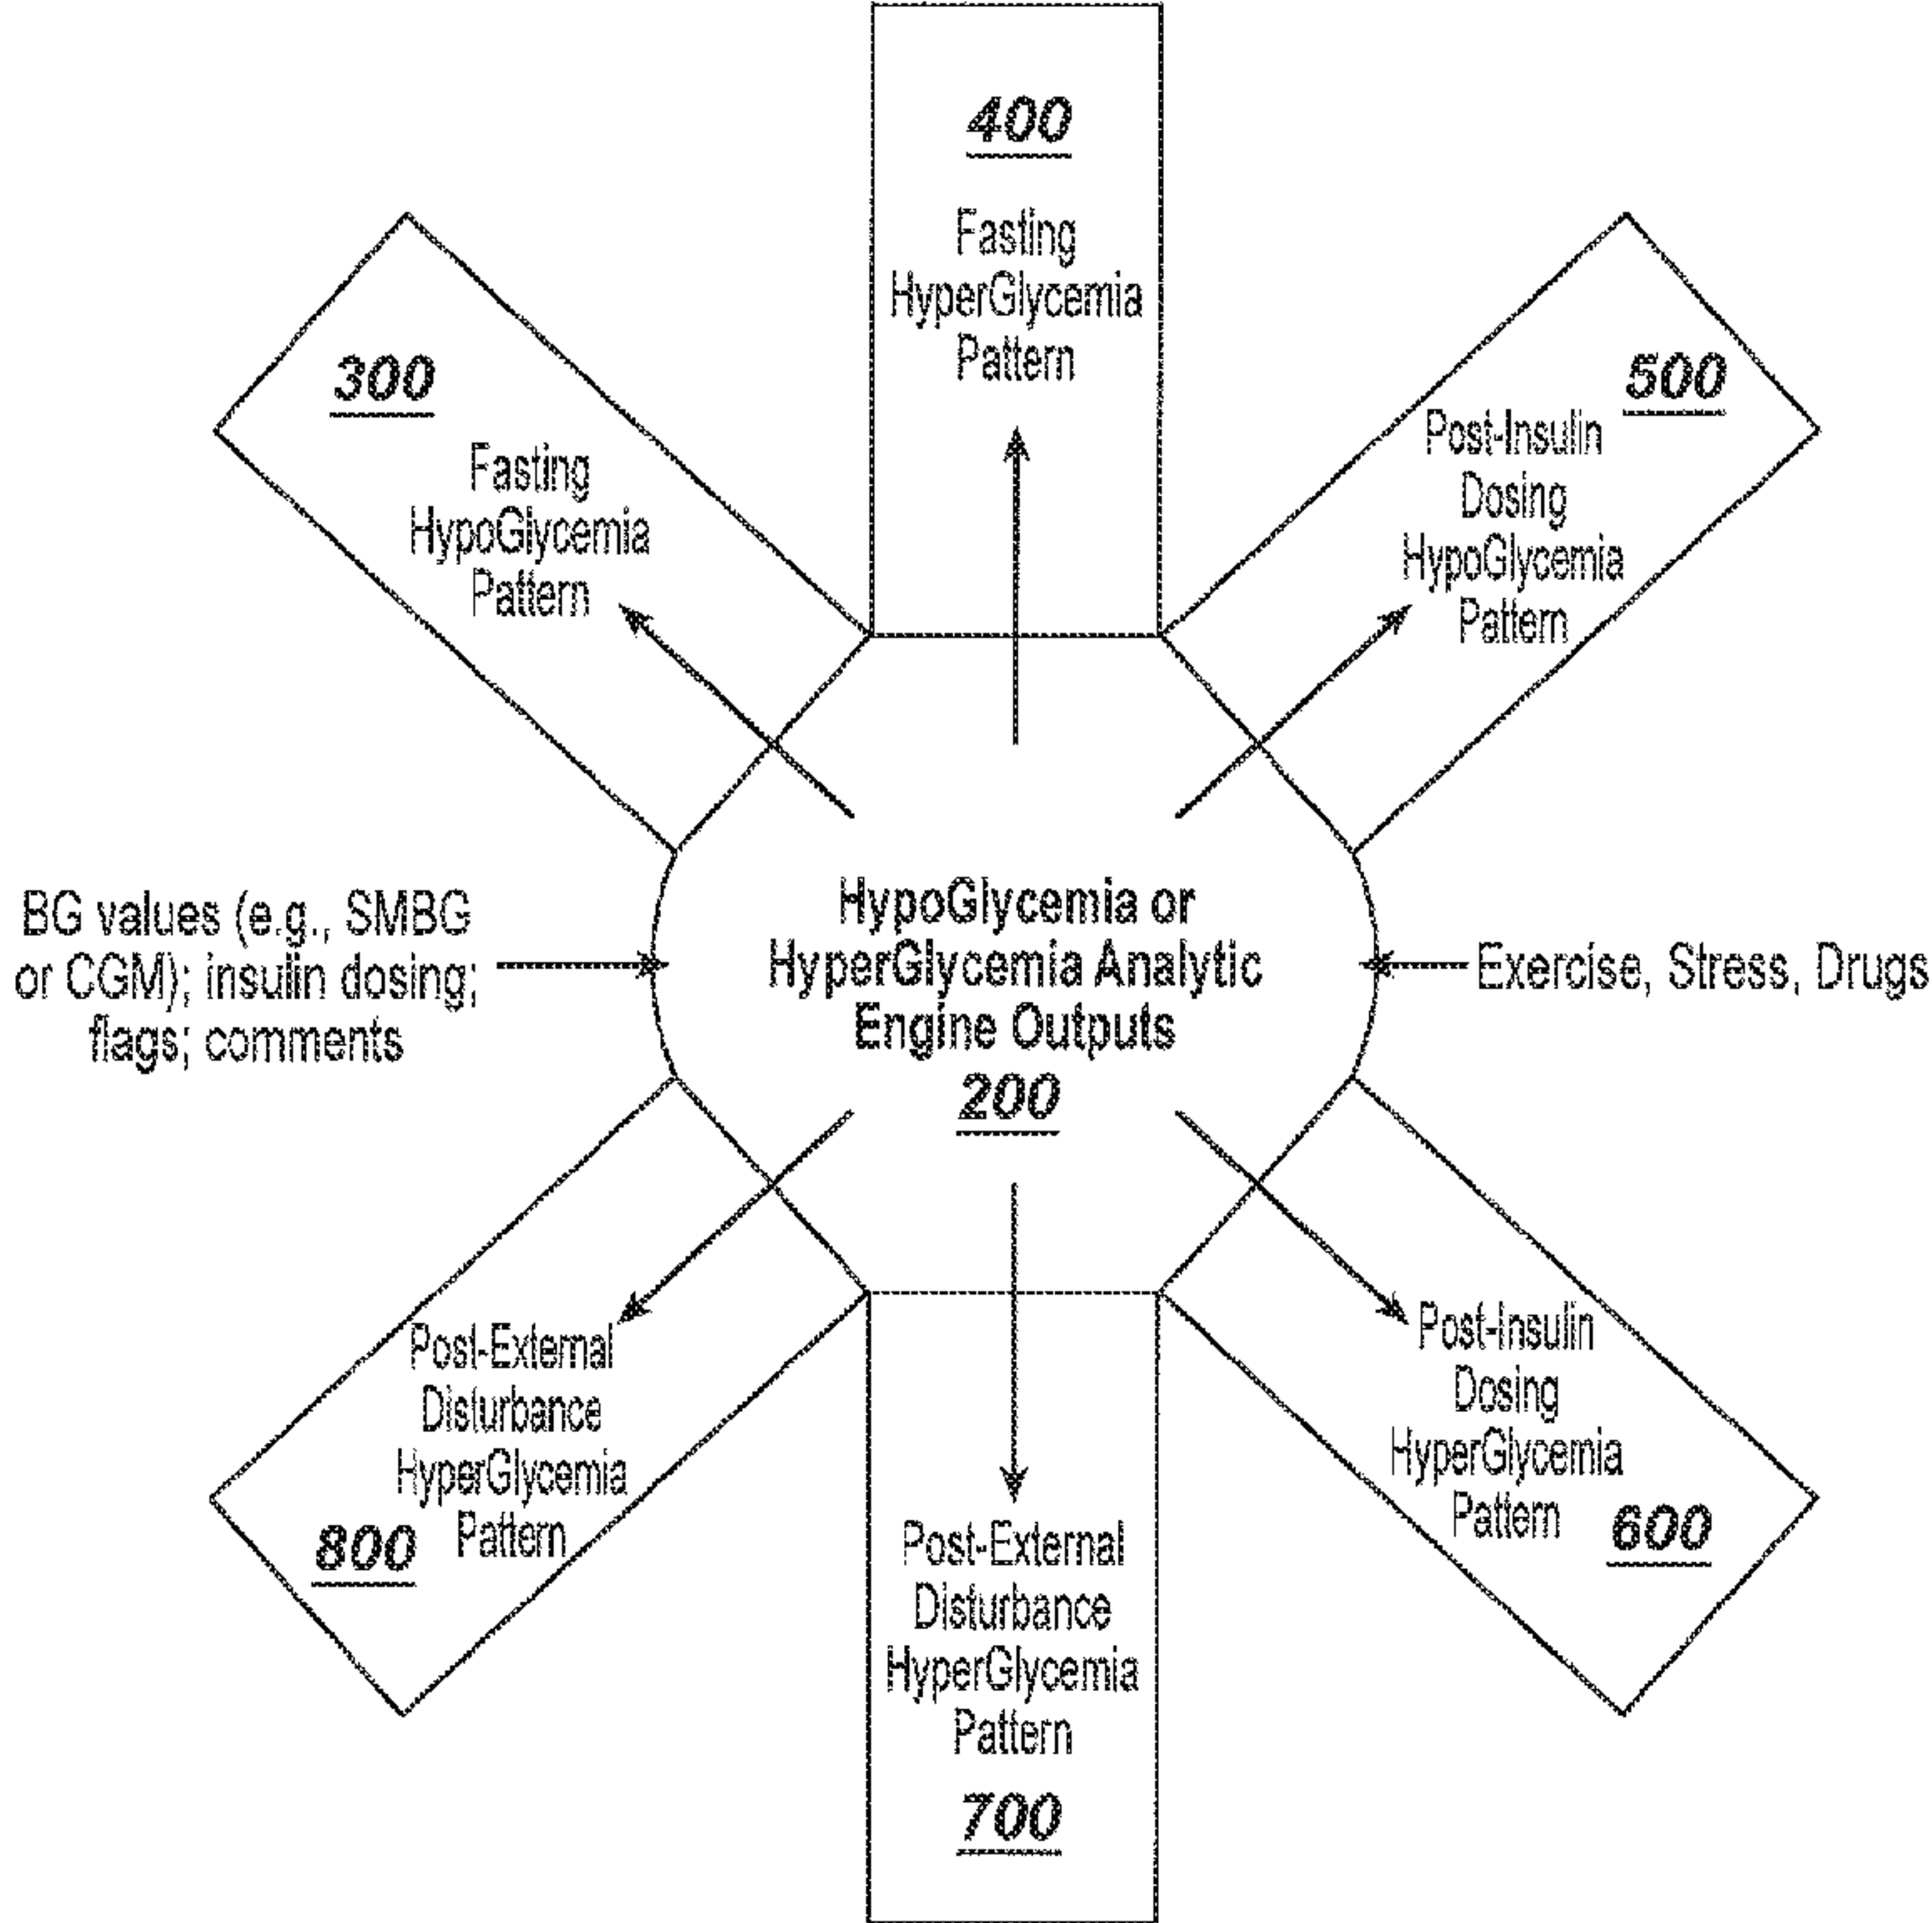 400
Fasting
HyperGlycemia
Pattern
300
Fasting
HypoGlycemia
Pattern
500
Post-Insulin
Dosing
HypoGlycemia
Pattern
BG values (e.g., SMBG
or CGM); insulin dosing;
flags; comments
HypoGlycemia or
HyperGlycemia Analytic
Engine Outputs
200
Exercise, Stress, Drugs
Post-External
Disturbance
HyperGlycemia
Pattern
800
Post-External
Disturbance
HyperGlycemia
Pattern
700
Post-Insulin
Dosing
HyperGlycemia
Pattern
600